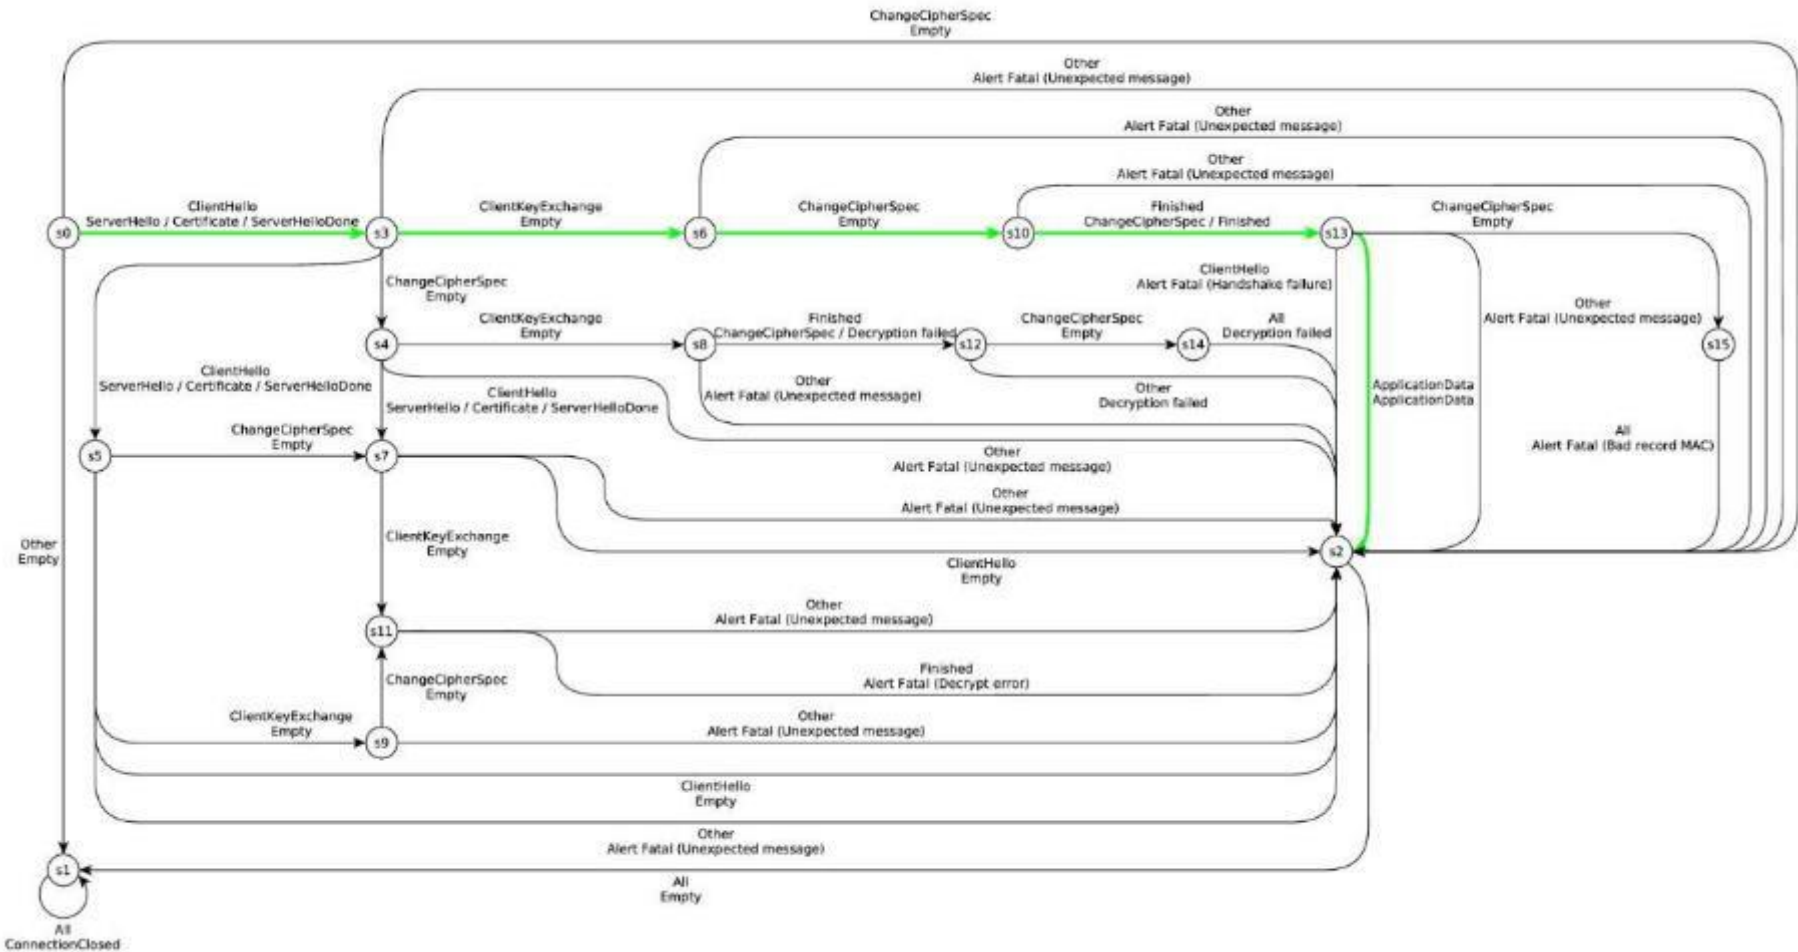 ChangeCipherSpec
Empty
Other
Alert Fatal (Unexpected message)
Other
Alert Fatal (Unexpected message)
Other
Alert Fatal (Unexpected message)
ClientHello
ServerHello / Certificate / ServerHelloDone
ClientKeyExchange
Empty
ChangeCipherSpec
Empty
Finished
ChangeCipherSpec / Finished
ChangeCipherSpec
Empty
s0
s3
s6
s10
s13
ChangeCipherSpec
Empty
ClientHello
Alert Fatal (Handshake failure)
Other
Alert Fatal (Unexpected message)
ClientKeyExchange
Empty
Finished
ChangeCipherSpec / Decryption failed
ChangeCipherSpec
Empty
All
Decryption failed
s4
s8
s12
s14
s15
ClientHello
ServerHello / Certificate / ServerHelloDone
ClientHello
ServerHello / Certificate / ServerHelloDone
Other
Alert Fatal (Unexpected message)
Other
Decryption failed
ApplicationData
ApplicationData
ChangeCipherSpec
Empty
All
Alert Fatal (Bad record MAC)
s5
s7
Other
Alert Fatal (Unexpected message)
Other
Alert Fatal (Unexpected message)
Other
Empty
ClientKeyExchange
Empty
s2
ClientHello
Empty
Other
Alert Fatal (Unexpected message)
s11
Finished
Alert Fatal (Decrypt error)
ChangeCipherSpec
Empty
ClientKeyExchange
Empty
Other
Alert Fatal (Unexpected message)
s9
ClientHello
Empty
Other
Alert Fatal (Unexpected message)
s1
All
Empty
All
ConnectionClosed